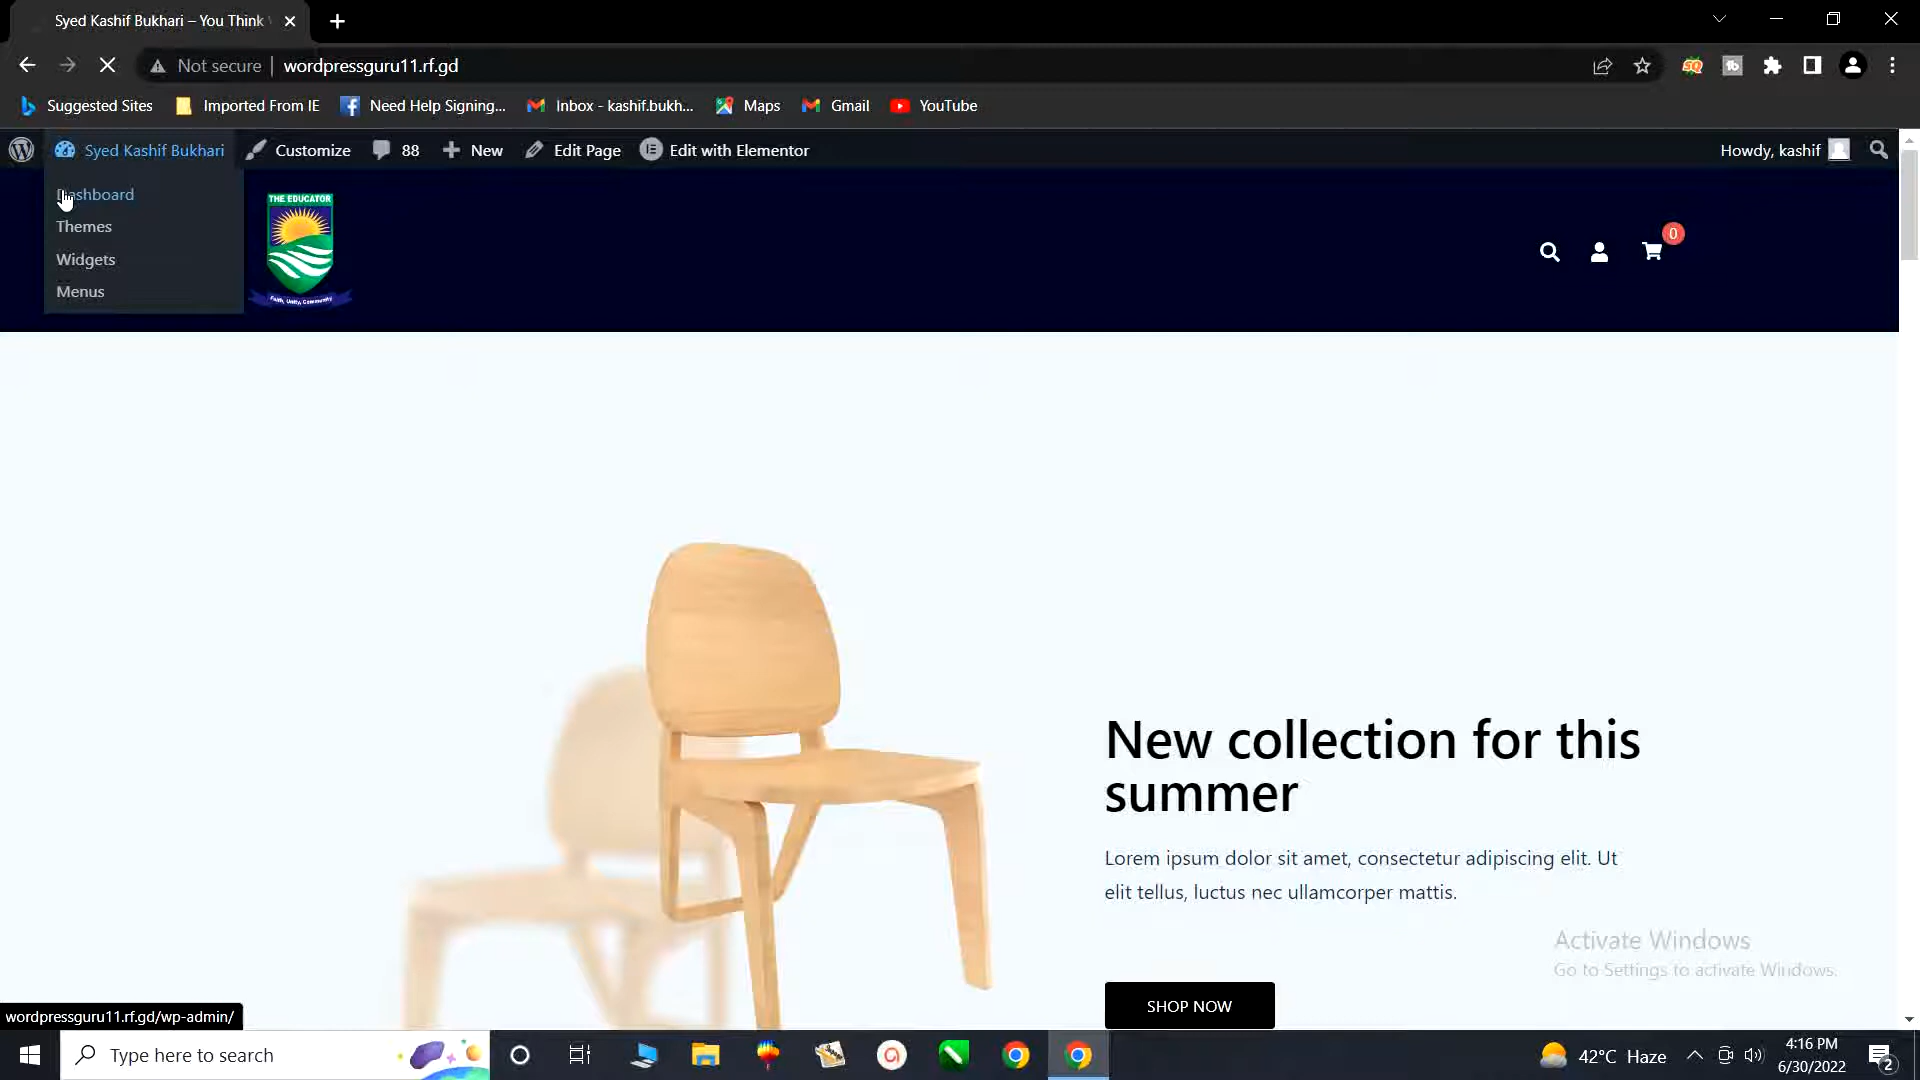 Syed Kashif Bukhari – You Think
Not secure
wordpressguru11.rf.gd
Suggested Sites
Imported From IE
Need Help Signing...
Inbox - kashif.bukh...
Maps
Gmail
YouTube
Syed Kashif Bukhari
Customize
88
New
Edit Page
Edit with Elementor
Howdy, kashif
Dashboard
Themes
Widgets
Menus
THE EDUCATOR
Faith, Unity, Community
0
New collection for this
summer
Lorem ipsum dolor sit amet, consectetur adipiscing elit. Ut
elit tellus, luctus nec ullamcorper mattis.
SHOP NOW
Activate Windows
Go to Settings to activate Windows.
wordpressguru11.rf.gd/wp-admin/
Type here to search
42°C Haze
4:16 PM
6/30/2022
2